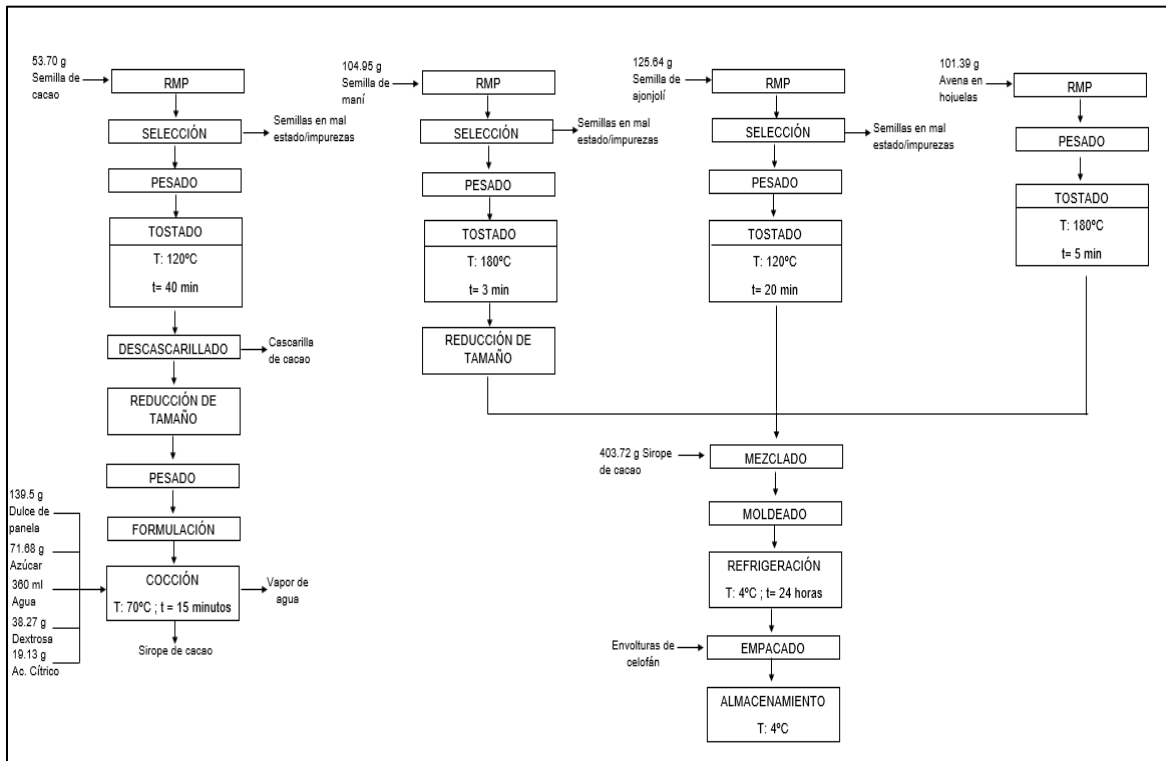 53.70 g
Semilla de
cacao
RMP
SELECCIÓN
Semillas en mal
estado/impurezas
PESADO
TOSTADO
T: 120ºC
t= 40 min
DESCASCARILLADO
Cascarilla
de cacao
REDUCCIÓN DE
TAMAÑO
PESADO
FORMULACIÓN
139.5 g
Dulce de
panela
71.68 g
Azúcar
360 ml
Agua
38.27 g
Dextrosa
19.13 g
Ac. Cítrico
COCCIÓN
T: 70ºC ; t = 15 minutos
Vapor de
agua
Sirope de cacao
104.95 g
Semilla de
maní
RMP
SELECCIÓN
Semillas en mal
estado/impurezas
PESADO
TOSTADO
T: 180ºC
t= 3 min
REDUCCIÓN DE
TAMAÑO
125.64 g
Semilla de
ajonjolí
RMP
SELECCIÓN
Semillas en mal
estado/impurezas
PESADO
TOSTADO
T: 120ºC
t= 20 min
101.39 g
Avena en
hojuelas
RMP
PESADO
TOSTADO
T: 180ºC
t= 5 min
403.72 g Sirope
de cacao
MEZCLADO
MOLDEADO
REFRIGERACIÓN
T: 4ºC ; t= 24 horas
Envolturas de
celofán
EMPACADO
ALMACENAMIENTO
T: 4ºC